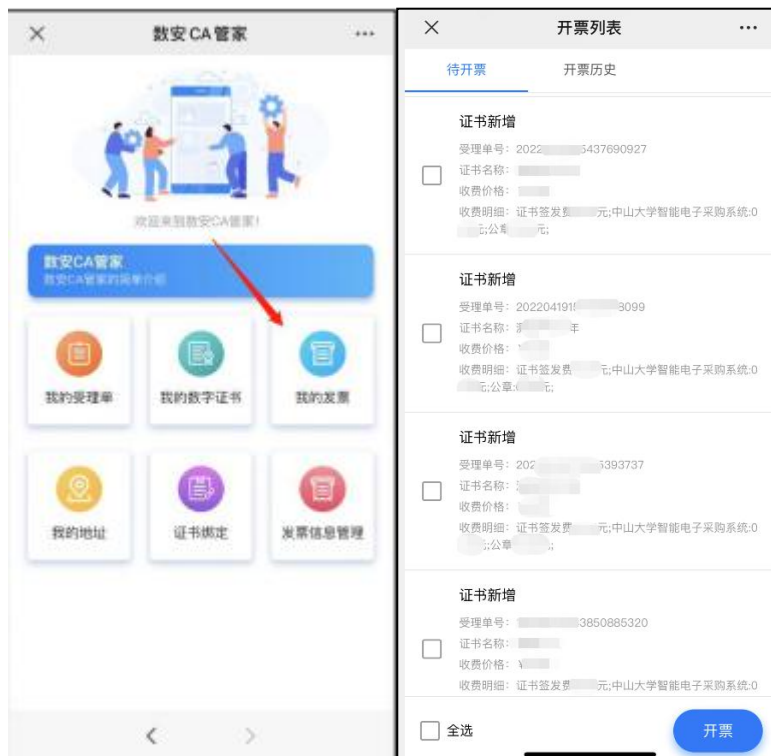 数安CA管家
欢迎来到数安CA管家!
数安CA管家
数安CA管家的简单介绍
我的受理单
我的数字证书
我的发票
我的地址
证书绑定
发票信息管理
开票列表
待开票
开票历史
证书新增
受理单号: 2022 5437690927
证书名称:
收费价格:
收费明细: 证书签发费 元;中山大学智能电子采购系统:0
元;公章 元;
证书新增
受理单号: 202204191 8099
证书名称: 年
收费价格:
收费明细: 证书签发费 元;中山大学智能电子采购系统:0
元;公章: 元;
证书新增
受理单号: 202 5393737
证书名称:
收费价格:
收费明细: 证书签发费 元;中山大学智能电子采购系统:0
;公章 ;
证书新增
受理单号: 3850885320
证书名称:
收费价格: ¥
收费明细: 证书签发费 元;中山大学智能电子采购系统:0
全选
开票